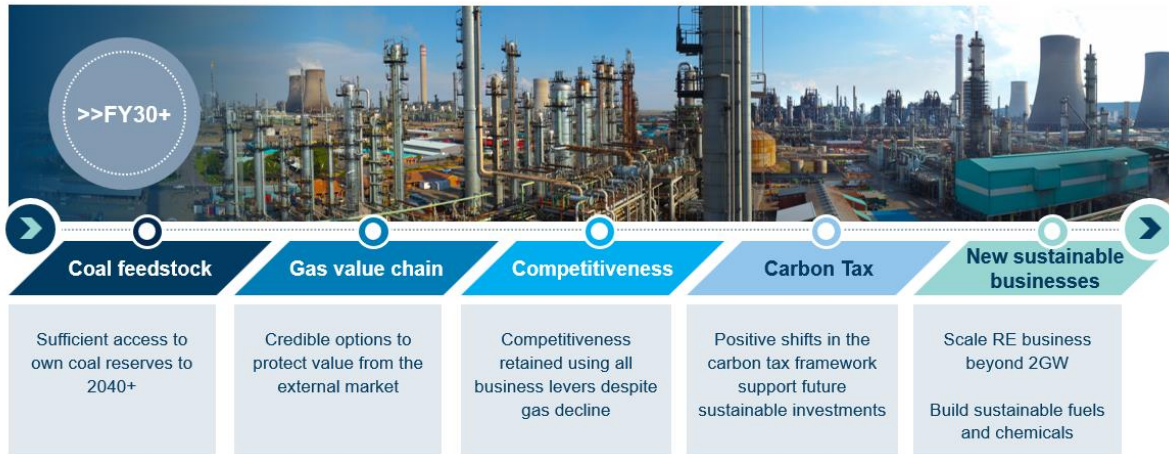 >>FY30+
Coal feedstock
Sufficient access to
own coal reserves to
2040+
Gas value chain
Credible options to
protect value from the
external market
Competitiveness
Competitiveness
retained using all
business levers despite
gas decline
Carbon Tax
Positive shifts in the
carbon tax framework
support future
sustainable investments
New sustainable
businesses
Scale RE business
beyond 2GW
Build sustainable fuels
and chemicals